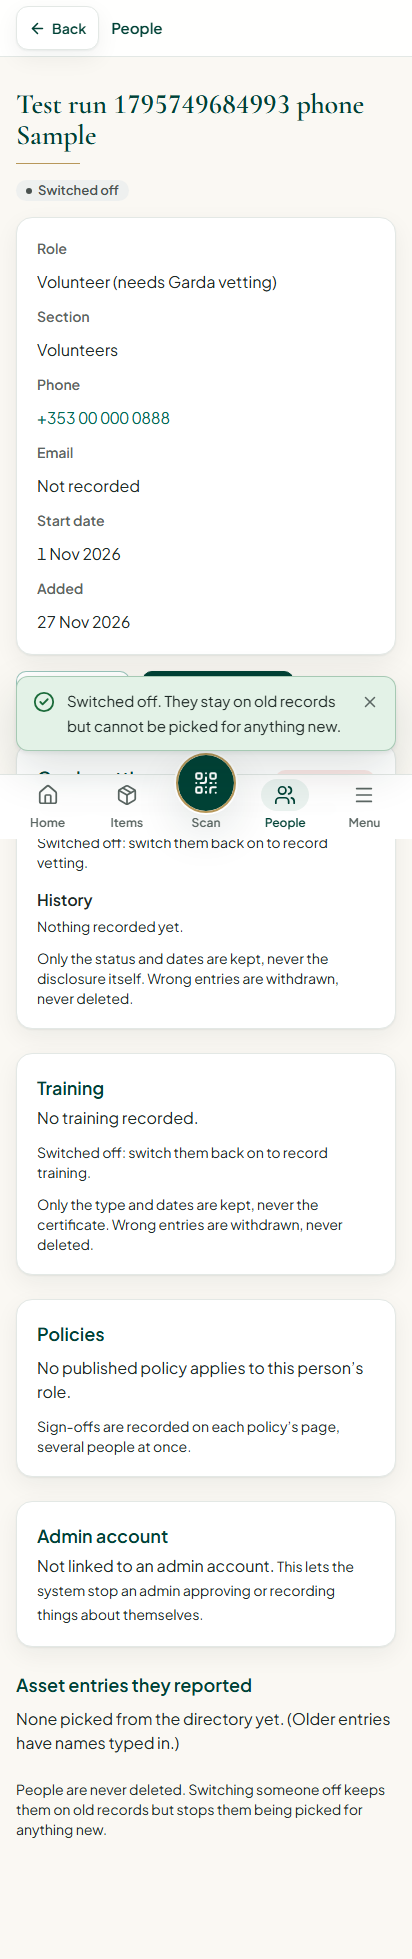 Back
People
Test run 1795749684993 phone
Sample
Switched off
Role
Volunteer (needs Garda vetting)
Section
Volunteers
Phone
+353 00 000 0888
Email
Not recorded
Start date
1 Nov 2026
Added
27 Nov 2026
Switched off. They stay on old records
but cannot be picked for anything new.
Home
Items
Scan
People
Menu
Switched off: switch them back on to record
vetting.
History
Nothing recorded yet.
Only the status and dates are kept, never the
disclosure itself. Wrong entries are withdrawn,
never deleted.
Training
No training recorded.
Switched off: switch them back on to record
training.
Only the type and dates are kept, never the
certificate. Wrong entries are withdrawn, never
deleted.
Policies
No published policy applies to this person’s
role.
Sign-offs are recorded on each policy’s page,
several people at once.
Admin account
Not linked to an admin account. This lets the
system stop an admin approving or recording
things about themselves.
Asset entries they reported
None picked from the directory yet. (Older entries
have names typed in.)
People are never deleted. Switching someone off keeps
them on old records but stops them being picked for
anything new.